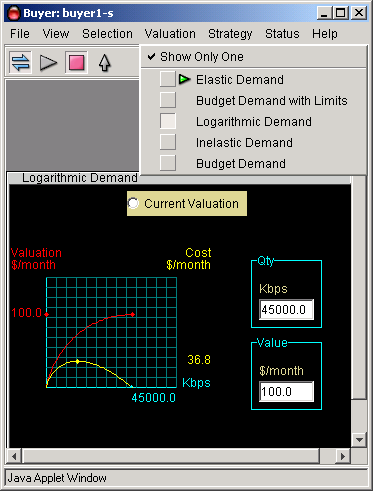 Buyer: buyer1-s
File View Selection Valuation Strategy Status Help
Show Only One
Elastic Demand
Budget Demand with Limits
Logarithmic Demand
Inelastic Demand
Budget Demand
Logarithmic Demand
Current Valuation
Valuation
$/month
Cost
$/month
100.0
36.8
Kbps
45000.0
Qty
Kbps
45000.0
Value
$/month
100.0
Java Applet Window